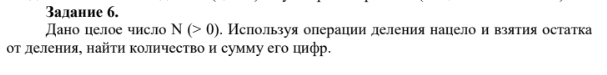 Задание 6.
Дано целое число N (> 0). Используя операции деления нацело и взятия остатка
от деления, найти количество и сумму его цифр.